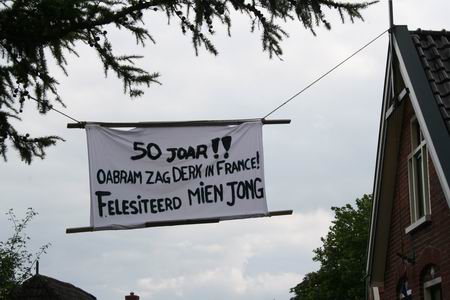 50 JOAR!!
OABRAM ZAG DERK IN FRANCE!
FELESITEERD MIEN JONG